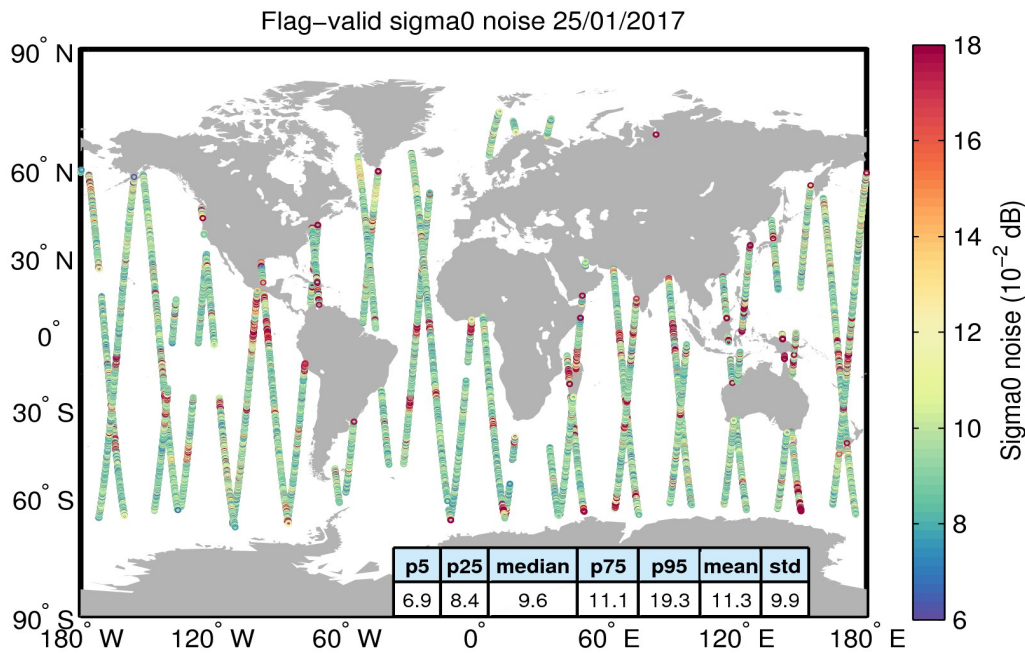 Flag−valid sigma0 noise 25/01/2017
90° N
60° N
30° N
0°
30° S
60° S
90° S
180° W 120° W 60° W 0° 60° E 120° E 180° E
p5 p25 median p75 p95 mean std
6.9 8.4 9.6 11.1 19.3 11.3 9.9
18
16
14
12
10
8
6
Sigma0 noise (10⁻² dB)